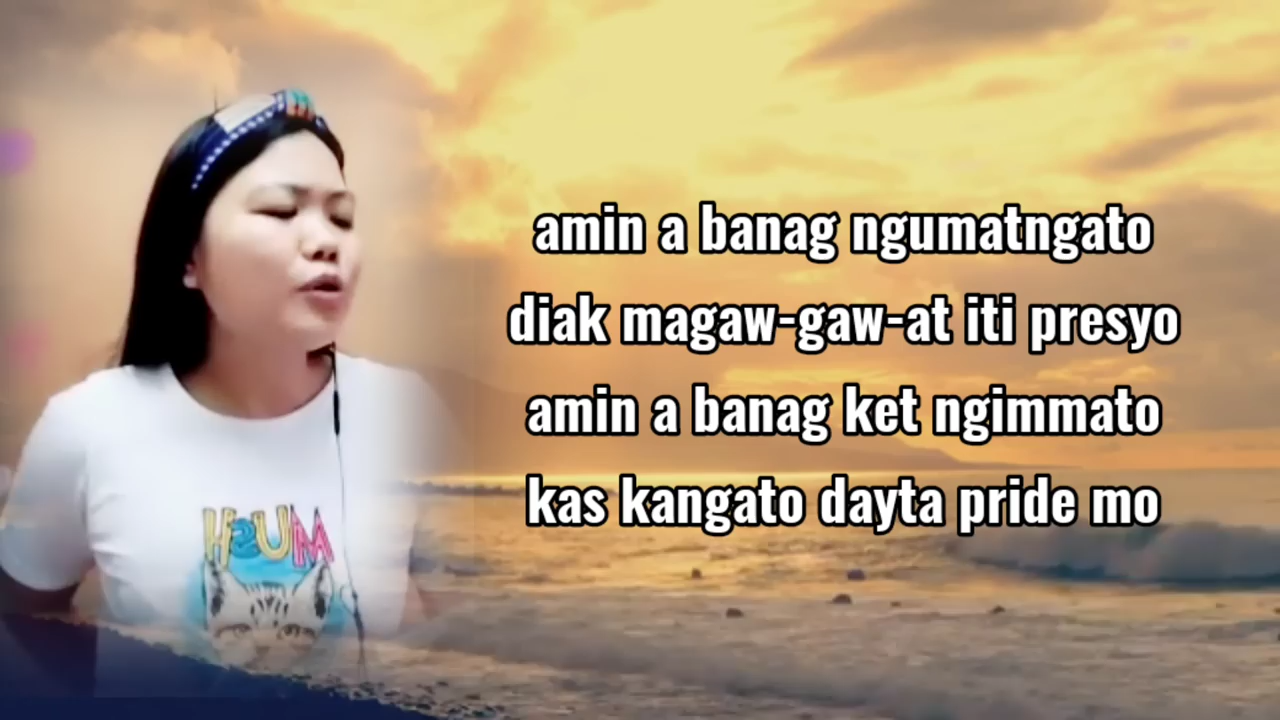 amin a banag ngumatngato
diak magaw-gaw-at iti presyo
amin a banag ket ngimmato
kas kangato dayta pride mo